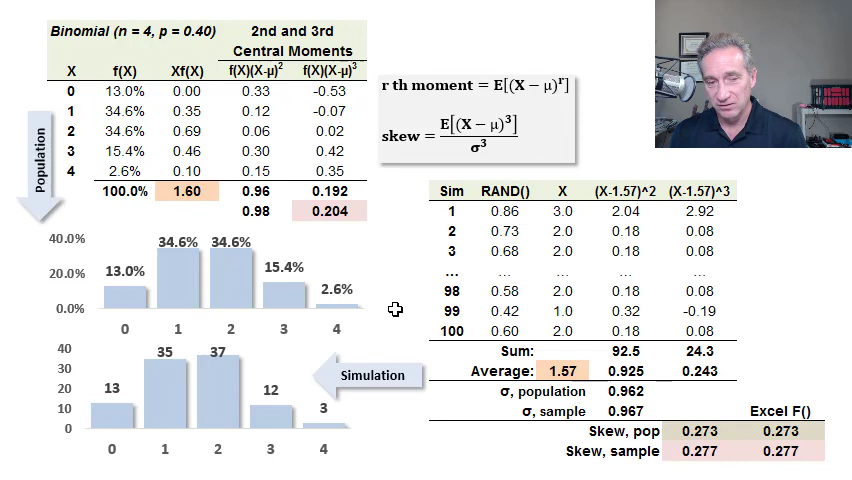 Binomial (n = 4, p = 0.40) 2nd and 3rd
Central Moments
X f(X) Xf(X) f(X)(X-μ)² f(X)(X-μ)³
0 13.0% 0.00 0.33 -0.53
1 34.6% 0.35 0.12 -0.07
2 34.6% 0.69 0.06 0.02
3 15.4% 0.46 0.30 0.42
4 2.6% 0.10 0.15 0.35
100.0% 1.60 0.96 0.192
0.98 0.204
Population
r th moment = E[(X − μ)ʳ]
skew = E[(X − μ)³] / σ³
40.0%
20.0%
0.0%
13.0% 34.6% 34.6% 15.4% 2.6%
0 1 2 3 4
40
30
20
10
0
13 35 37 12 3
0 1 2 3 4
Simulation
Sim RAND() X (X-1.57)^2 (X-1.57)^3
1 0.86 3.0 2.04 2.92
2 0.73 2.0 0.18 0.08
3 0.68 2.0 0.18 0.08
... ... ... ...
98 0.58 2.0 0.18 0.08
99 0.42 1.0 0.32 -0.19
100 0.60 2.0 0.18 0.08
Sum: 92.5 24.3
Average: 1.57 0.925 0.243
σ, population 0.962
σ, sample 0.967
Excel F()
Skew, pop 0.273 0.273
Skew, sample 0.277 0.277